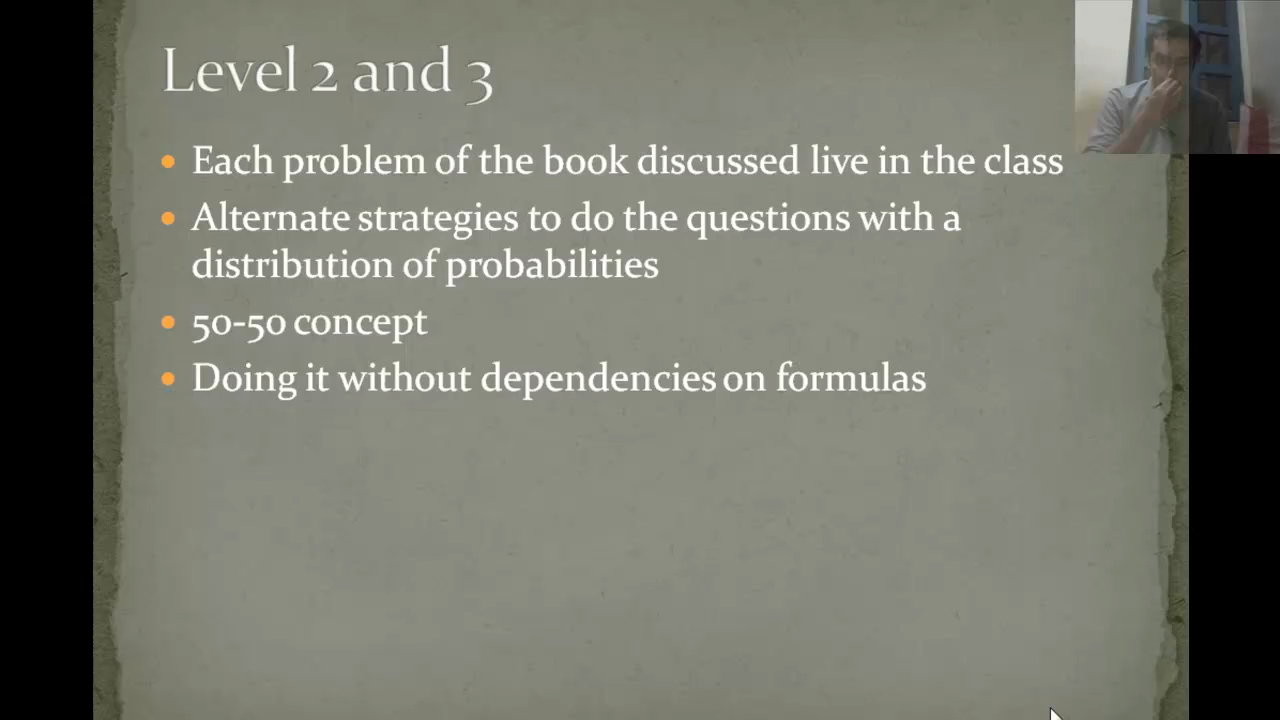 Level 2 and 3
Each problem of the book discussed live in the class
Alternate strategies to do the questions with a
distribution of probabilities
50-50 concept
Doing it without dependencies on formulas